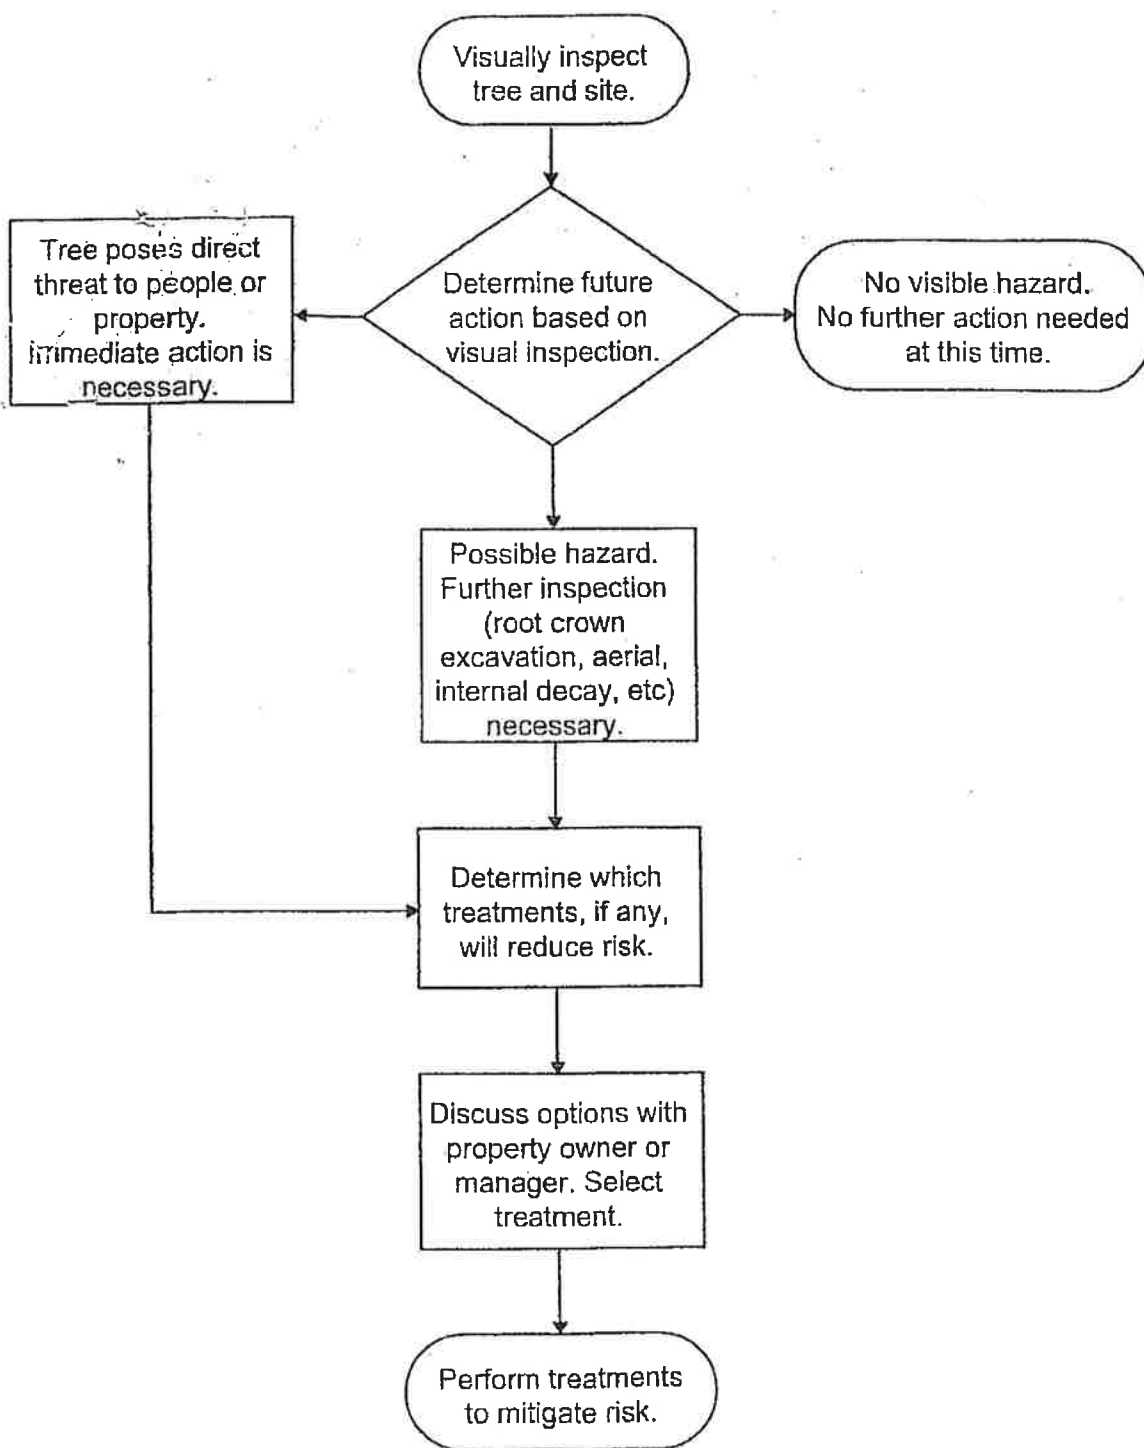 Visually inspect
tree and site.
Tree poses direct
threat to people or
property.
immediate action is
necessary.
Determine future
action based on
visual inspection.
No visible hazard.
No further action needed
at this time.
Possible hazard.
Further inspection
(root crown
excavation, aerial,
internal decay, etc)
necessary.
Determine which
treatments, if any,
will reduce risk.
Discuss options with
property owner or
manager. Select
treatment.
Perform treatments
to mitigate risk.